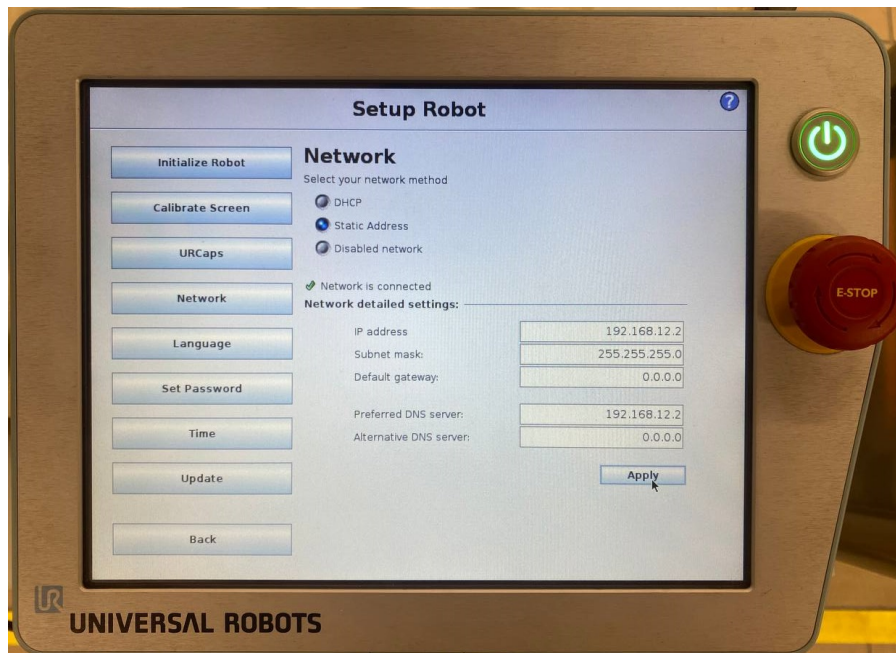 Setup Robot
?
Initialize Robot
Calibrate Screen
URCaps
Network
Language
Set Password
Time
Update
Back
Network
Select your network method
DHCP
Static Address
Disabled network
Network is connected
Network detailed settings:
IP address 192.168.12.2
Subnet mask: 255.255.255.0
Default gateway: 0.0.0.0
Preferred DNS server: 192.168.12.2
Alternative DNS server: 0.0.0.0
Apply
E-STOP
UR
UNIVERSAL ROBOTS